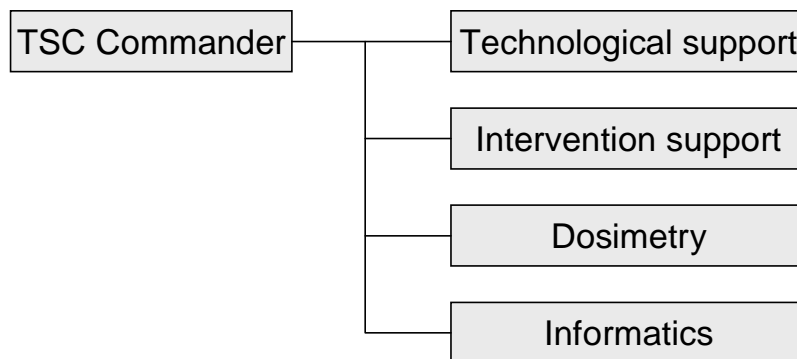 TSC Commander
Technological support
Intervention support
Dosimetry
Informatics